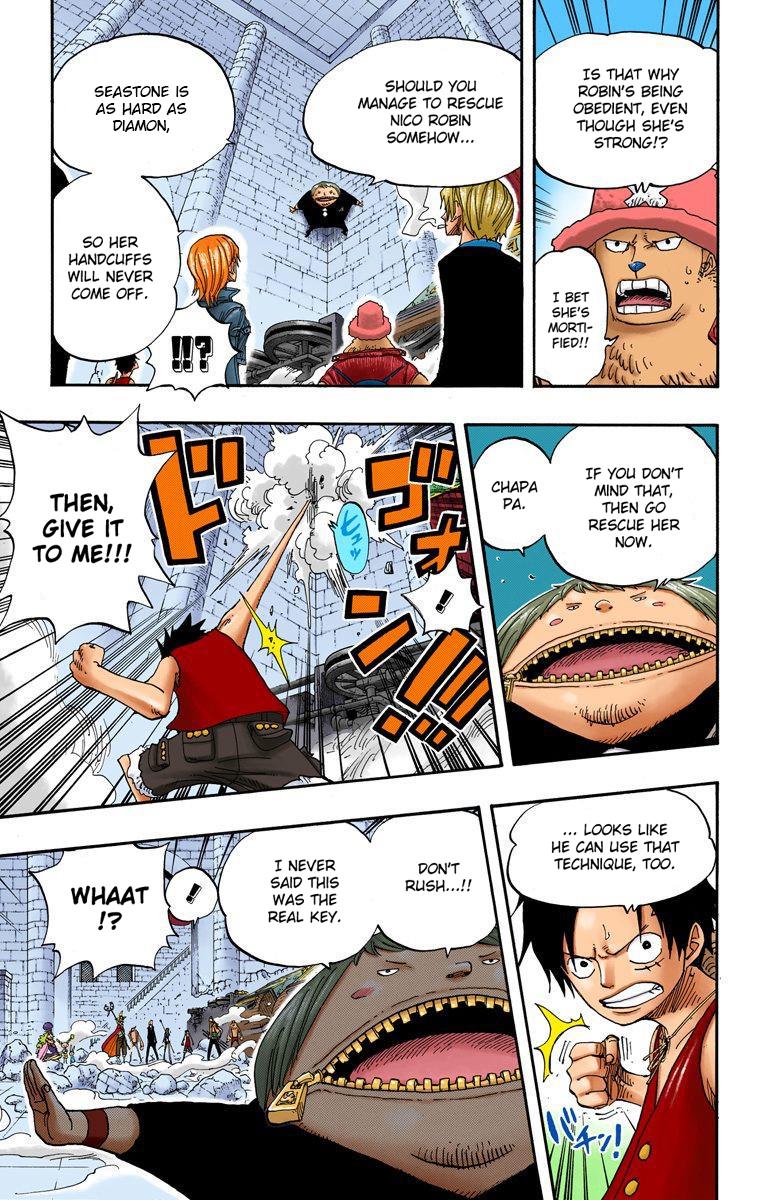 IS THAT WHY
ROBIN'S BEING
OBEDIENT, EVEN
THOUGH SHE'S
STRONG!?
I BET
SHE'S
MORTI-
FIED!!
SHOULD YOU
MANAGE TO RESCUE
NICO ROBIN
SOMEHOW...
SEASTONE IS
AS HARD AS
DIAMON,
SO HER
HANDCUFFS
WILL NEVER
COME OFF.
!!?
IF YOU DON'T
MIND THAT,
THEN GO
RESCUE HER
NOW.
CHAPA
PA.
!
ゴメン!!!
ヒュッ
ド
THEN,
GIVE IT
TO ME!!!
... LOOKS LIKE
HE CAN USE THAT
TECHNIQUE, TOO.
バチン!
DON'T
RUSH...!!
I NEVER
SAID THIS
WAS THE
REAL KEY.
!
WHAAT
!?